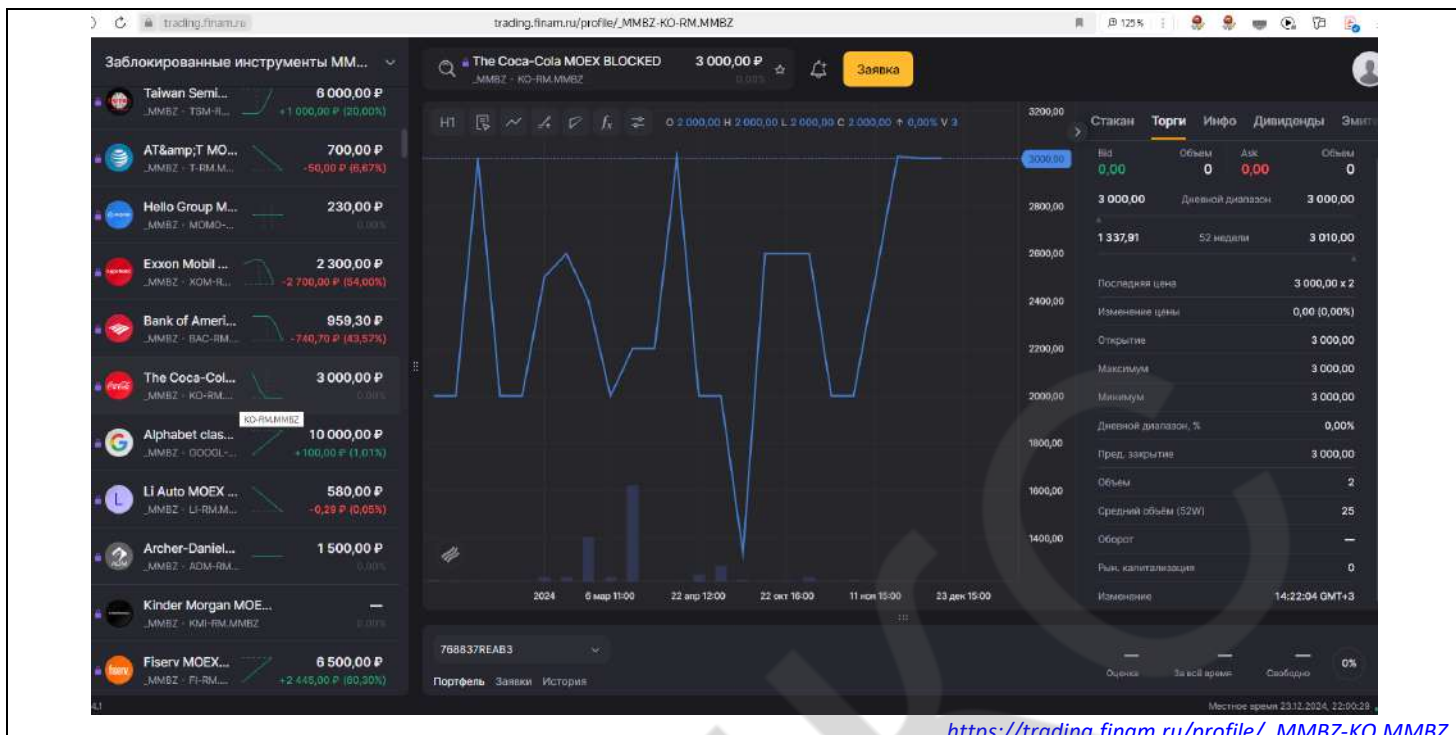 trading.finam.ru
trading.finam.ru/profile/_MMBZ-KO-RM.MMBZ
125 %
Заблокированные инструменты ММ...
Taiwan Semi... 6 000,00 ₽
_MMBZ - TSM-R... +1 000,00 ₽ (20,00%)
AT&amp;T MO... 700,00 ₽
_MMBZ - T-RM.M... -50,00 ₽ (6,67%)
Hello Group M... 230,00 ₽
_MMBZ - MOMO-... 0,00%
Exxon Mobil ... 2 300,00 ₽
_MMBZ - XOM-R... -2 700,00 ₽ (54,00%)
Bank of Ameri... 959,30 ₽
_MMBZ - BAC-RM... -740,70 ₽ (43,57%)
The Coca-Col... 3 000,00 ₽
_MMBZ - KO-RM... 0,00%
KO-RM.MMBZ
Alphabet clas... 10 000,00 ₽
_MMBZ - GOOGL-... +100,00 ₽ (1,01%)
Li Auto MOEX ... 580,00 ₽
_MMBZ - LI-RM.M... -0,29 ₽ (0,05%)
Archer-Daniel... 1 500,00 ₽
_MMBZ - ADM-RM... 0,00%
Kinder Morgan MOE... —
_MMBZ - KMI-RM.MMBZ 0,00%
Fiserv MOEX... 6 500,00 ₽
_MMBZ - FI-RM.... +2 445,00 ₽ (60,30%)
The Coca-Cola MOEX BLOCKED 3 000,00 ₽
_MMBZ - KO-RM.MMBZ 0,00%
Заявка
H1 O 2 000,00 H 2 000,00 L 2 000,00 C 2 000,00 ↑ 0,00% V 3
3200,00
3000,00
2800,00
2600,00
2400,00
2200,00
2000,00
1800,00
1600,00
1400,00
2024 6 мар 11:00 22 апр 12:00 22 окт 16:00 11 ноя 15:00 23 дек 15:00
Стакан Торги Инфо Дивиденды Эмит
Bid Объем Ask Объем
0,00 0 0,00 0
3 000,00 Дневной диапазон 3 000,00
1 337,91 52 недели 3 010,00
Последняя цена 3 000,00 x 2
Изменение цены 0,00 (0,00%)
Открытие 3 000,00
Максимум 3 000,00
Минимум 3 000,00
Дневной диапазон, % 0,00%
Пред. закрытие 3 000,00
Объем 2
Средний объём (52W) 25
Оборот —
Рын. капитализация 0
Изменение 14:22:04 GMT+3
768837REAB3
Портфель Заявки История
— — — 0%
Оценка За всё время Свободно
4.1
Местное время 23.12.2024, 22:00:29
https://trading.finam.ru/profile/_MMBZ-KO.MMBZ